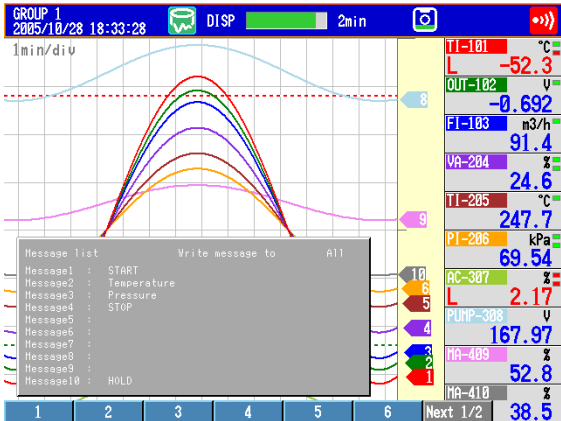 GROUP 1
2005/10/28 18:33:28
DISP
2min
1min/div
TI-101 °C
L -52.3
OUT-102 V
-0.692
FI-103 m3/h
91.4
VA-204 %
24.6
TI-205 °C
247.7
PI-206 kPa
69.54
AC-307 %
L 2.17
PUMP-308 V
167.97
MA-409 %
52.8
MA-410 %
38.5
8
9
10
6
5
4
3
2
1
Message list Write message to All
Message1 : START
Message2 : Temperature
Message3 : Pressure
Message4 : STOP
Message5 :
Message6 :
Message7 :
Message8 :
Message9 :
Message10 : HOLD
1 2 3 4 5 6 Next 1/2